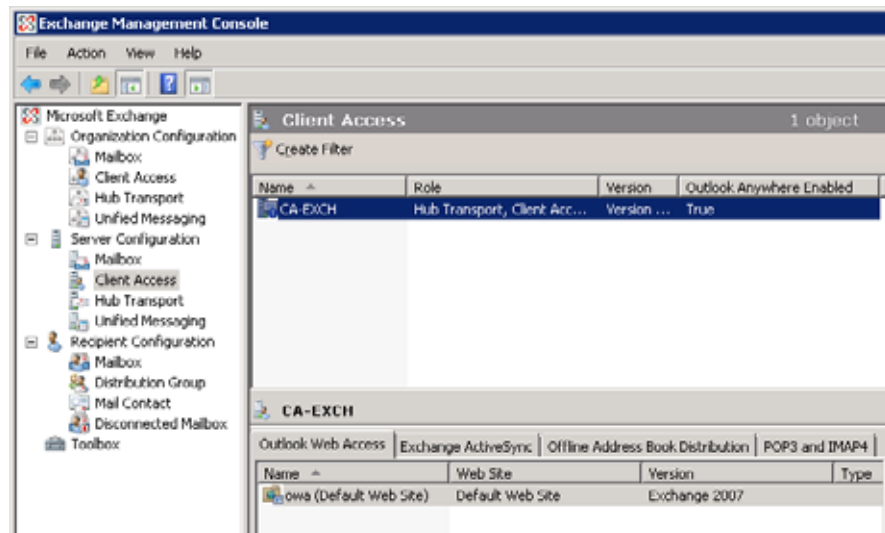 Exchange Management Console
File Action View Help
Microsoft Exchange
Organization Configuration
Mailbox
Client Access
Hub Transport
Unified Messaging
Server Configuration
Mailbox
Client Access
Hub Transport
Unified Messaging
Recipient Configuration
Mailbox
Distribution Group
Mail Contact
Disconnected Mailbox
Toolbox
Client Access 1 object
Create Filter
Name Role Version Outlook Anywhere Enabled
CA-EXCH Hub Transport, Client Acc... Version ... True
CA-EXCH
Outlook Web Access Exchange ActiveSync Offline Address Book Distribution POP3 and IMAP4
Name Web Site Version Type
owa (Default Web Site) Default Web Site Exchange 2007